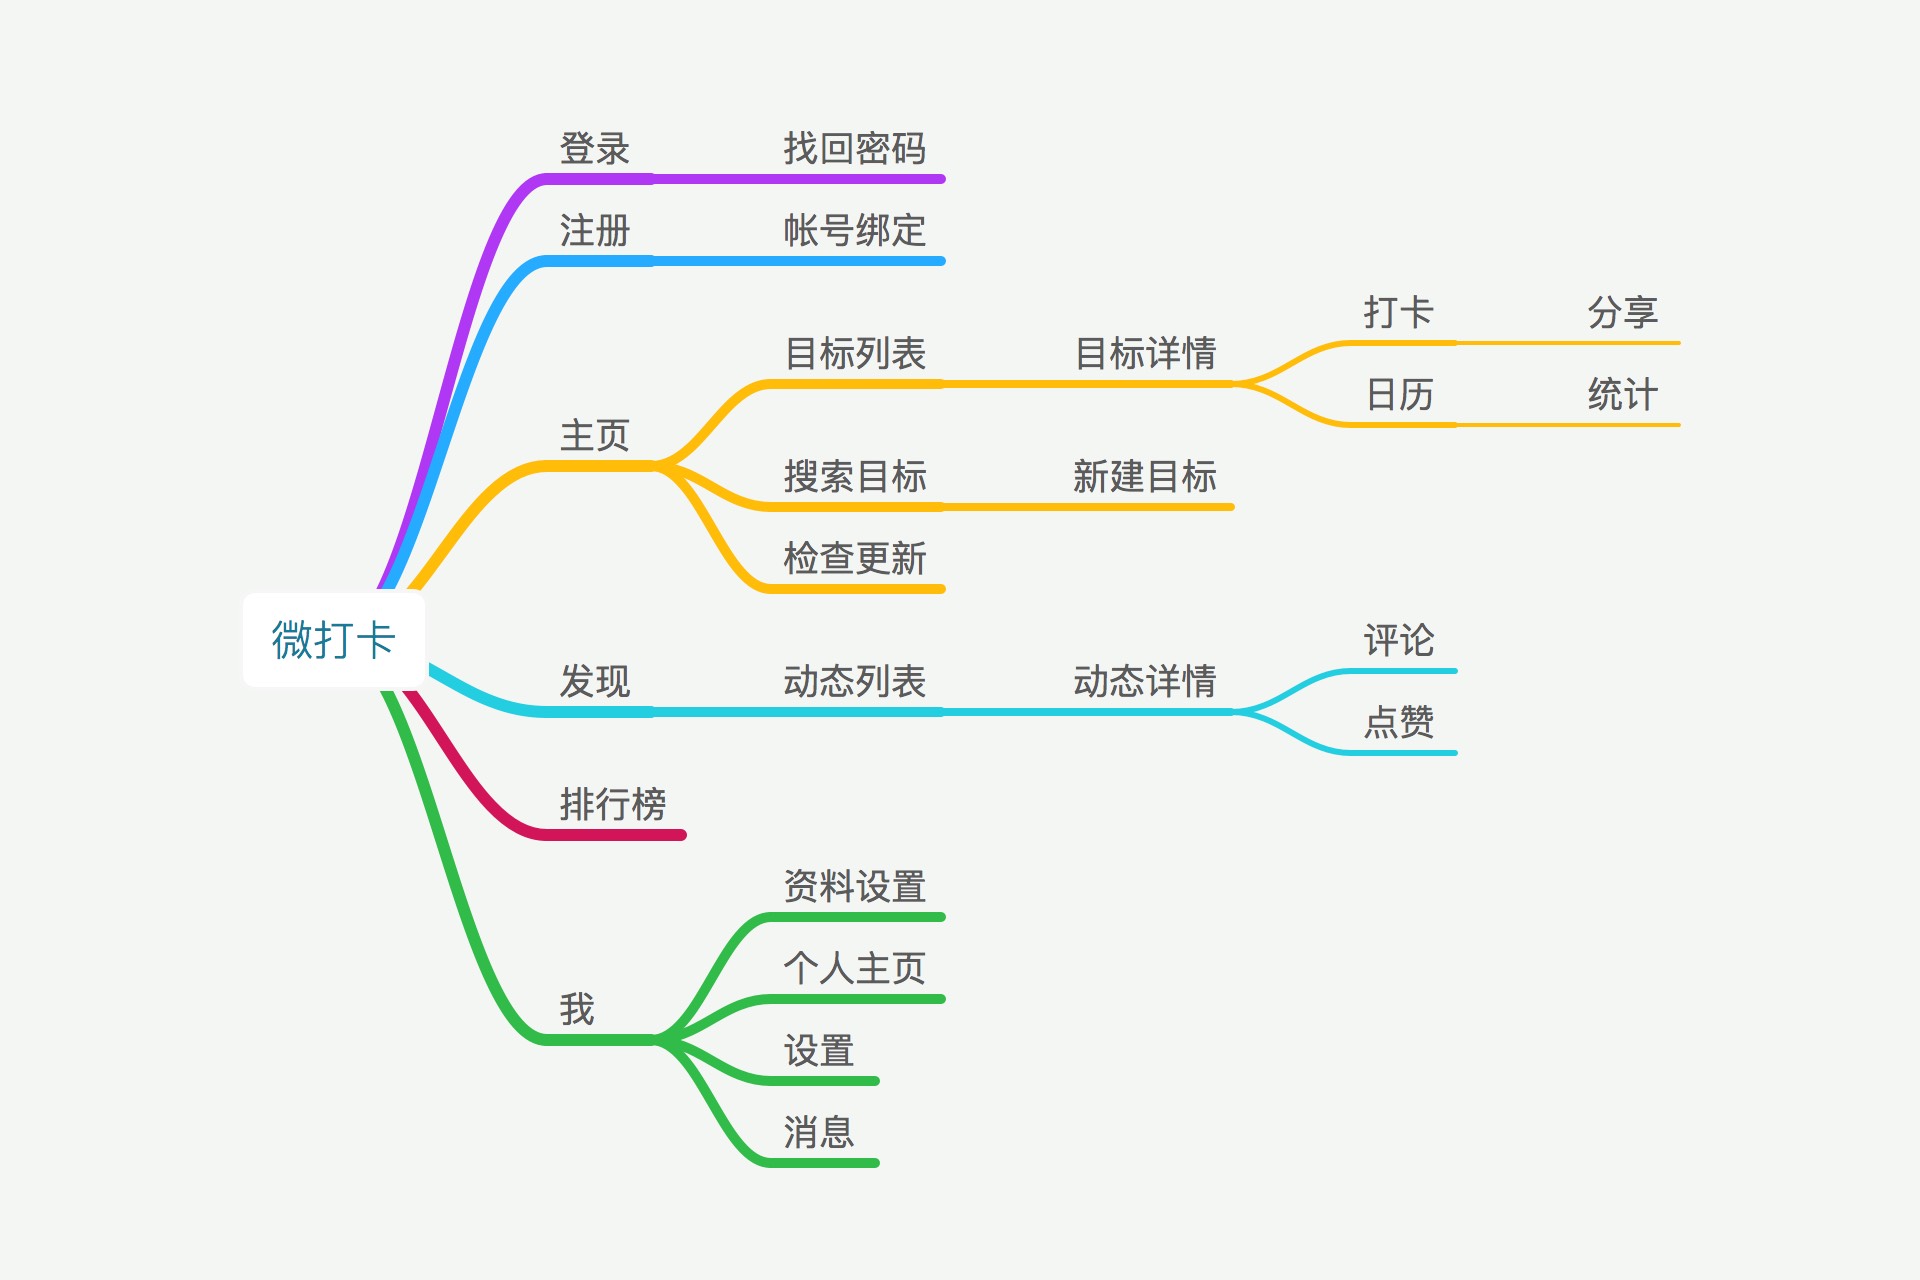 登录
找回密码
注册
帐号绑定
打卡
分享
目标列表
目标详情
日历
统计
主页
搜索目标
新建目标
检查更新
微打卡
评论
发现
动态列表
动态详情
点赞
排行榜
资料设置
个人主页
我
设置
消息